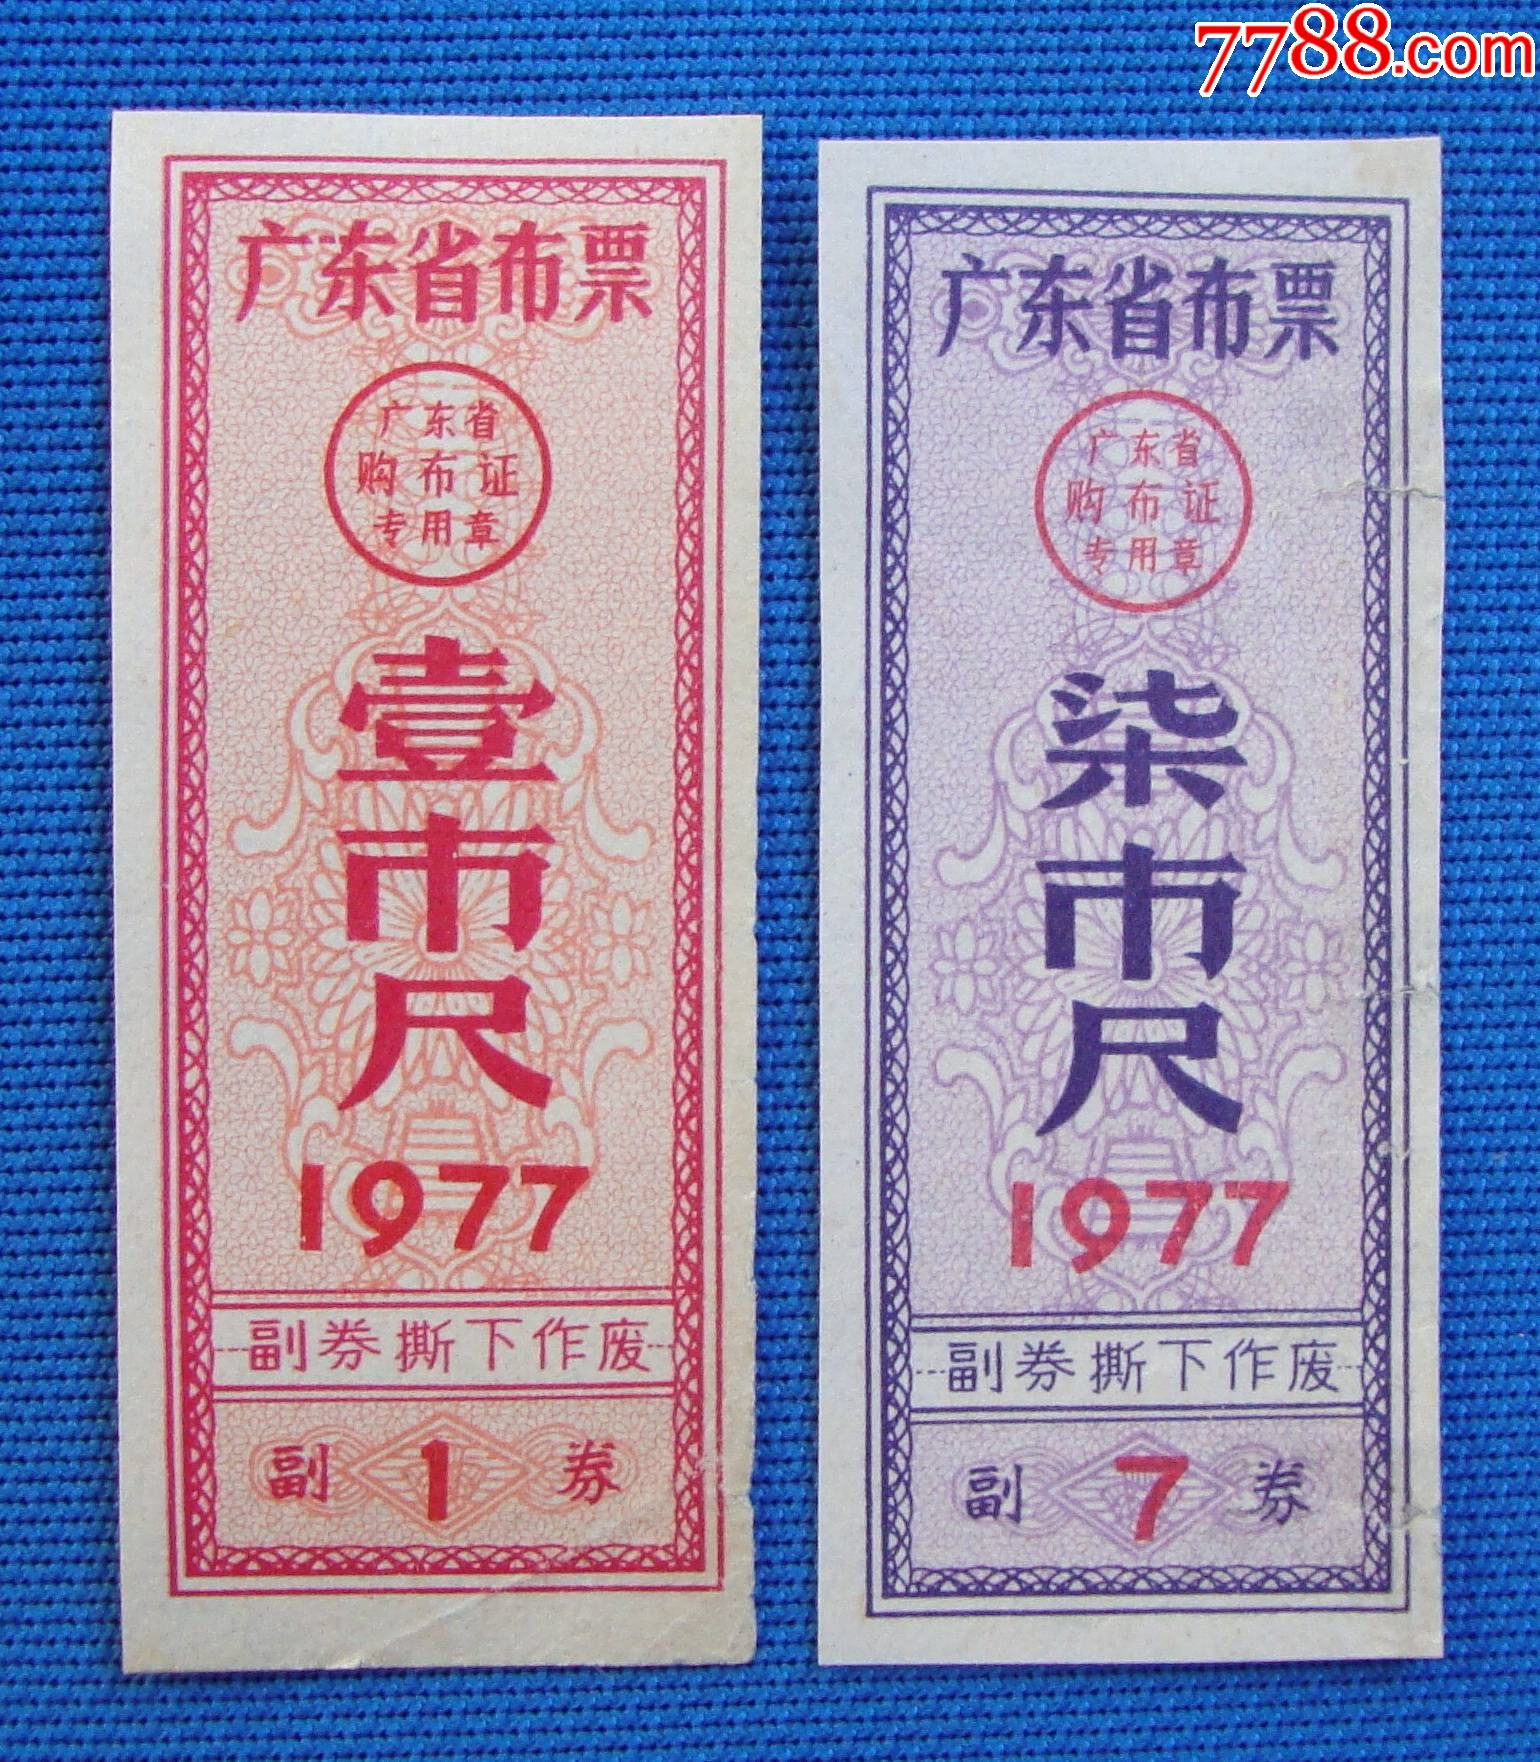 7788.com
广东省布票
广东省
购布证
专用章
壹市尺
1977
副券撕下作废
副 1 券
广东省布票
广东省
购布证
专用章
柒市尺
1977
副券撕下作废
副 7 券